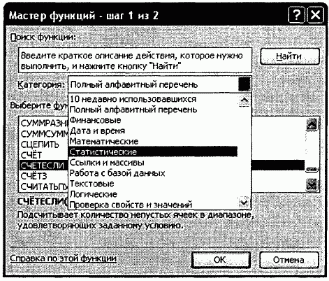 Мастер функций - шаг 1 из 2
Поиск функции:
Введите краткое описание действия, которое нужно
выполнить, и нажмите кнопку "Найти"
Найти
Категория:
Полный алфавитный перечень
10 недавно использовавшихся
Полный алфавитный перечень
Финансовые
Дата и время
Математические
Статистические
Ссылки и массивы
Работа с базой данных
Текстовые
Логические
Проверка свойств и значений
Выберите фун
СУММРАЗН
СУММСУММ
СЦЕПИТЬ
СЧЁТ
СЧЁТЕСЛИ
СЧЁТЗ
СЧИТАТЬП
СЧЁТЕСЛИ(
Подсчитывает количество непустых ячеек в диапазоне,
удовлетворяющих заданному условию.
Справка по этой функции
ОК
Отмена